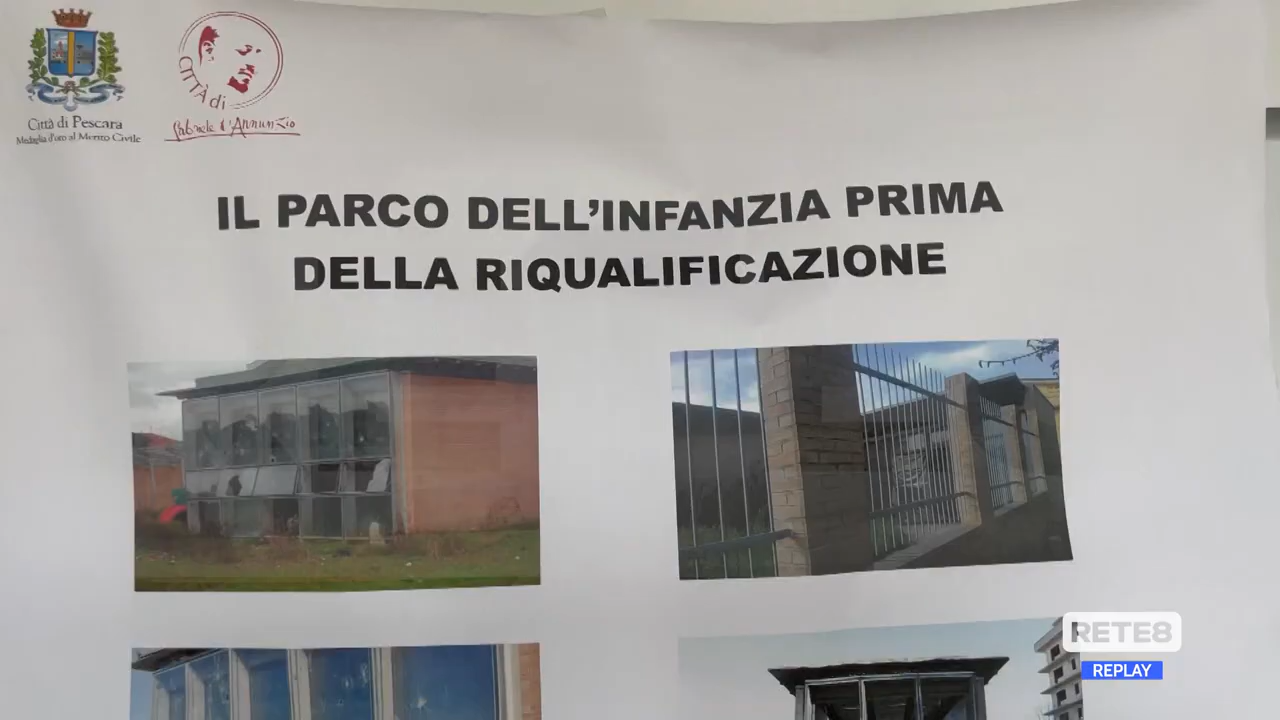 Città di Pescara
Medaglia d'oro al Merito Civile
CITTÀ di
Gabriele d'Annunzio
IL PARCO DELL'INFANZIA PRIMA
DELLA RIQUALIFICAZIONE
RETE8
REPLAY